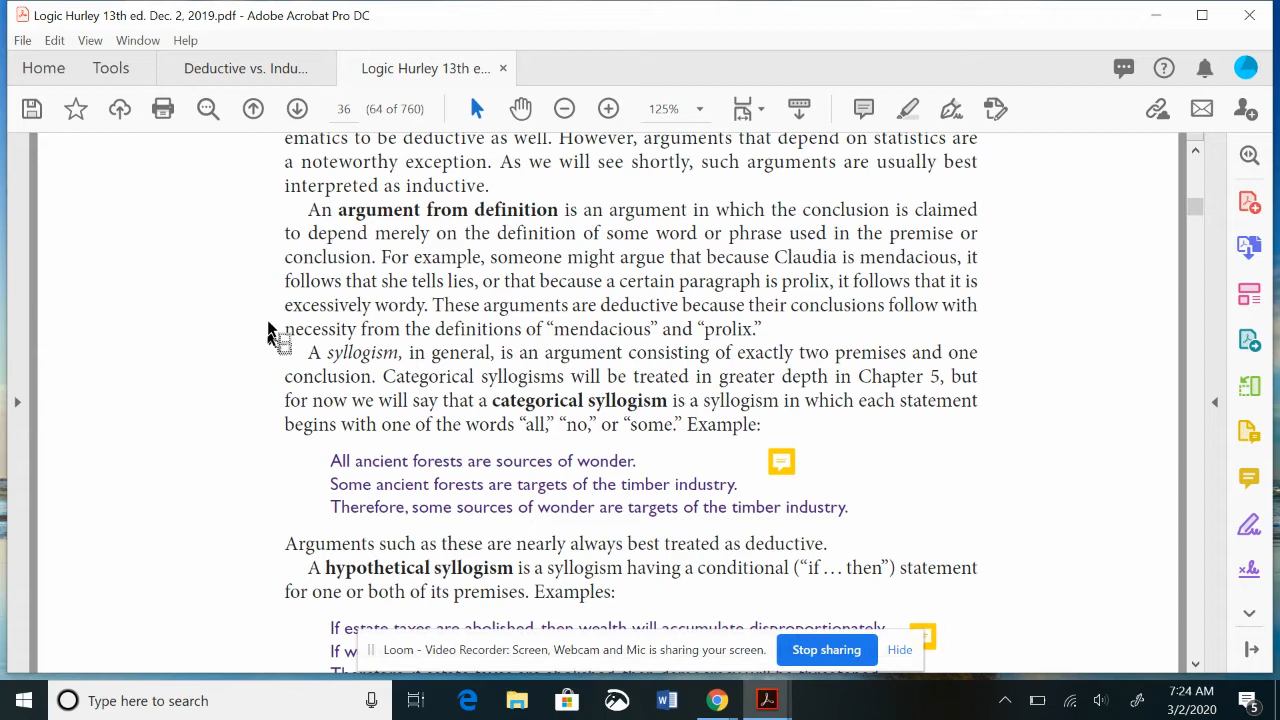 Logic Hurley 13th ed. Dec. 2, 2019.pdf - Adobe Acrobat Pro DC
File Edit View Window Help
Home Tools Deductive vs. Indu... Logic Hurley 13th e... ×
36 (64 of 760) 125%
ematics to be deductive as well. However, arguments that depend on statistics are
a noteworthy exception. As we will see shortly, such arguments are usually best
interpreted as inductive.
An argument from definition is an argument in which the conclusion is claimed
to depend merely on the definition of some word or phrase used in the premise or
conclusion. For example, someone might argue that because Claudia is mendacious, it
follows that she tells lies, or that because a certain paragraph is prolix, it follows that it is
excessively wordy. These arguments are deductive because their conclusions follow with
necessity from the definitions of “mendacious” and “prolix.”
A syllogism, in general, is an argument consisting of exactly two premises and one
conclusion. Categorical syllogisms will be treated in greater depth in Chapter 5, but
for now we will say that a categorical syllogism is a syllogism in which each statement
begins with one of the words “all,” “no,” or “some.” Example:
All ancient forests are sources of wonder.
Some ancient forests are targets of the timber industry.
Therefore, some sources of wonder are targets of the timber industry.
Arguments such as these are nearly always best treated as deductive.
A hypothetical syllogism is a syllogism having a conditional (“if … then”) statement
for one or both of its premises. Examples:
If estate taxes are abolished, then wealth will accumulate disproportionately.
If w
Loom - Video Recorder: Screen, Webcam and Mic is sharing your screen. Stop sharing Hide
Type here to search
7:24 AM
3/2/2020
5